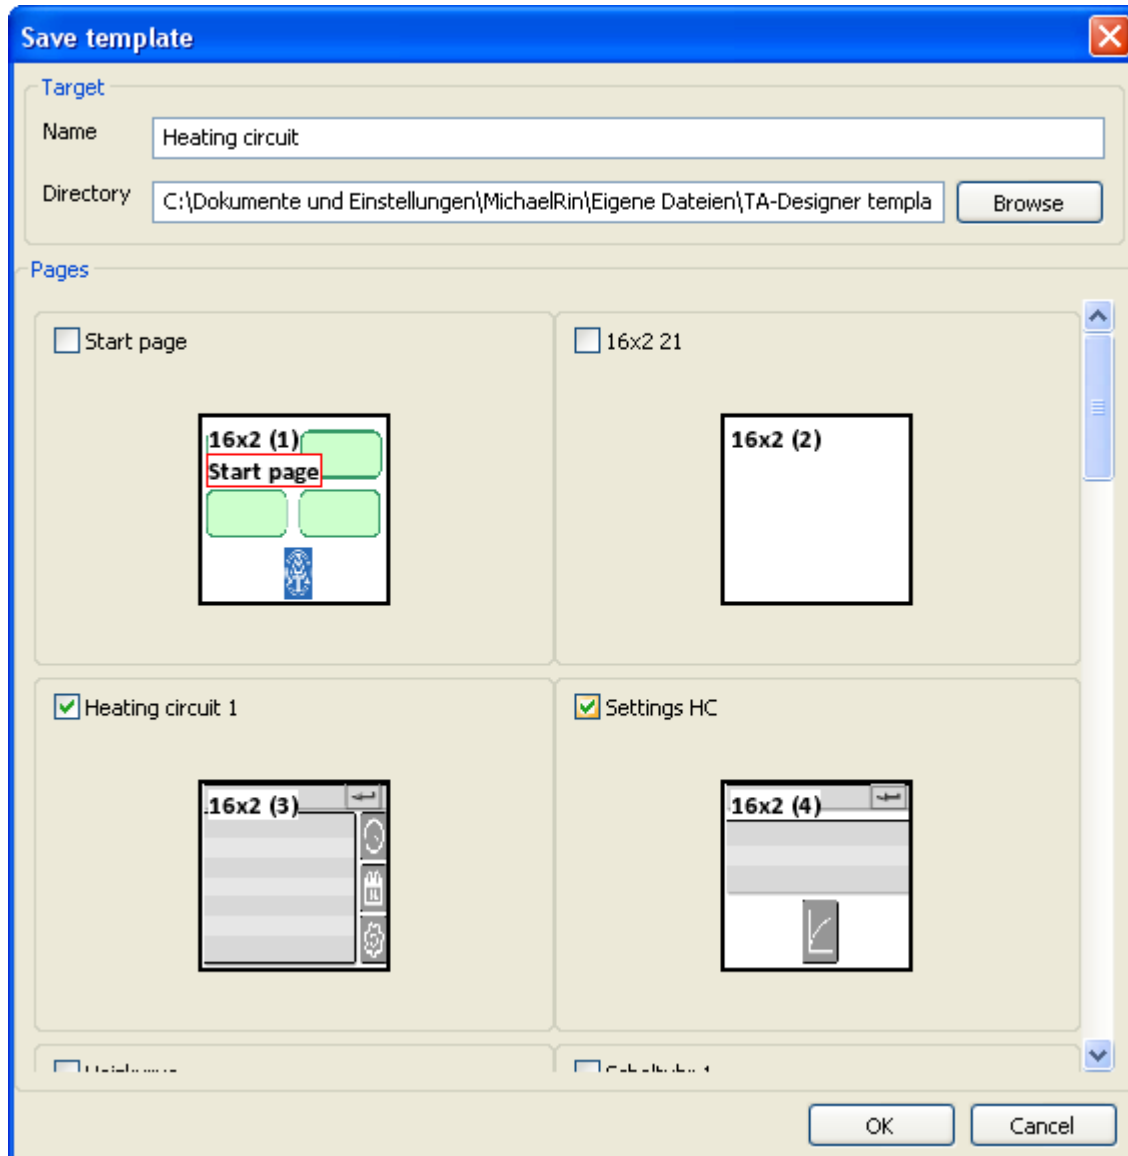 Save template
Target
Name
Heating circuit
Directory
C:\Dokumente und Einstellungen\MichaelRin\Eigene Dateien\TA-Designer templa
Browse
Pages
Start page
16x2 21
16x2 (1)
Start page
16x2 (2)
Heating circuit 1
Settings HC
16x2 (3)
16x2 (4)
OK
Cancel